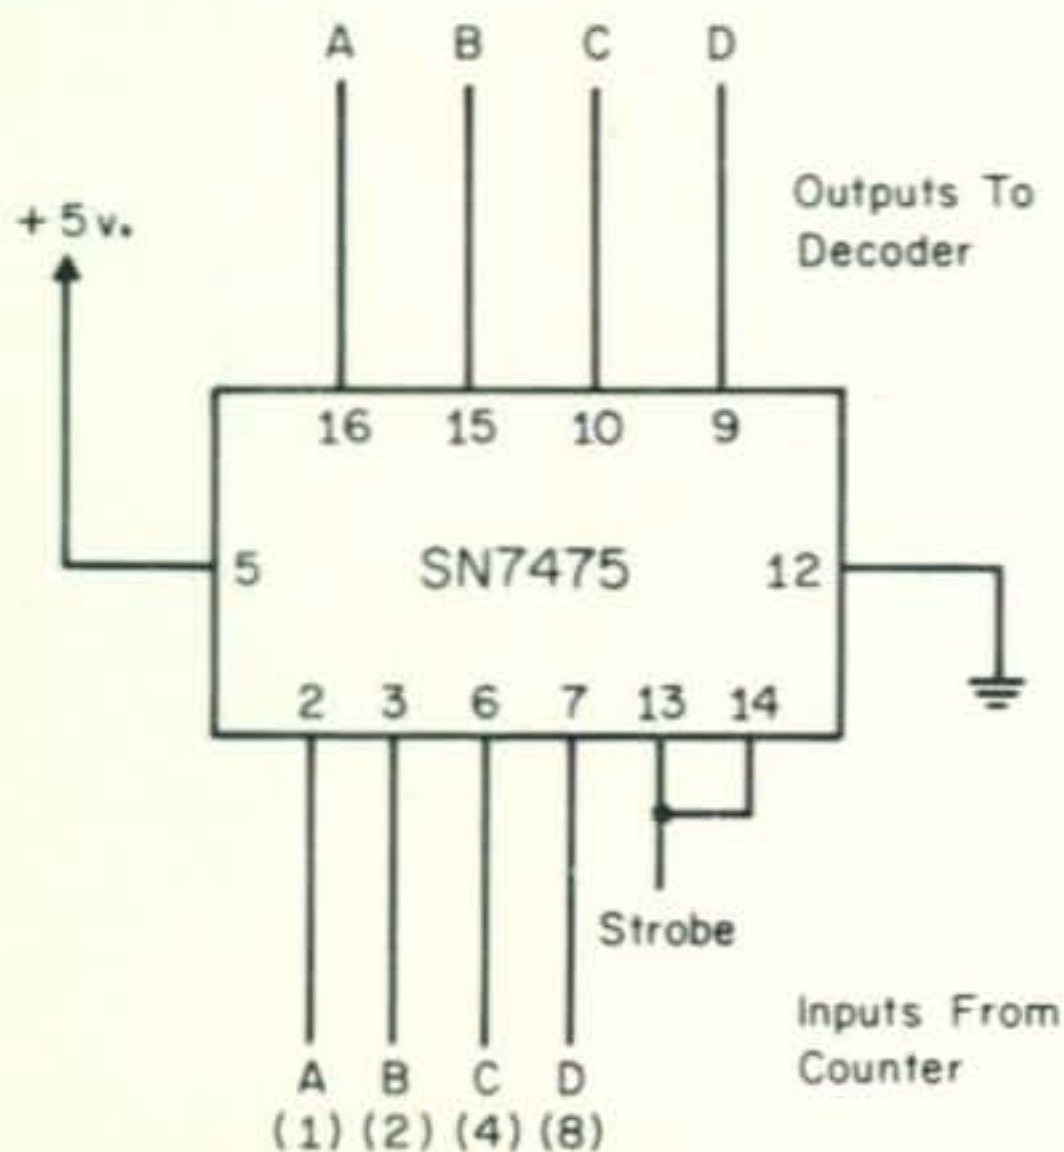 A B C D
Outputs To
Decoder
+ 5 v.
16 15 10 9
5 SN7475 12
2 3 6 7 13 14
Strobe
Inputs From
Counter
A B C D
(1) (2) (4) (8)